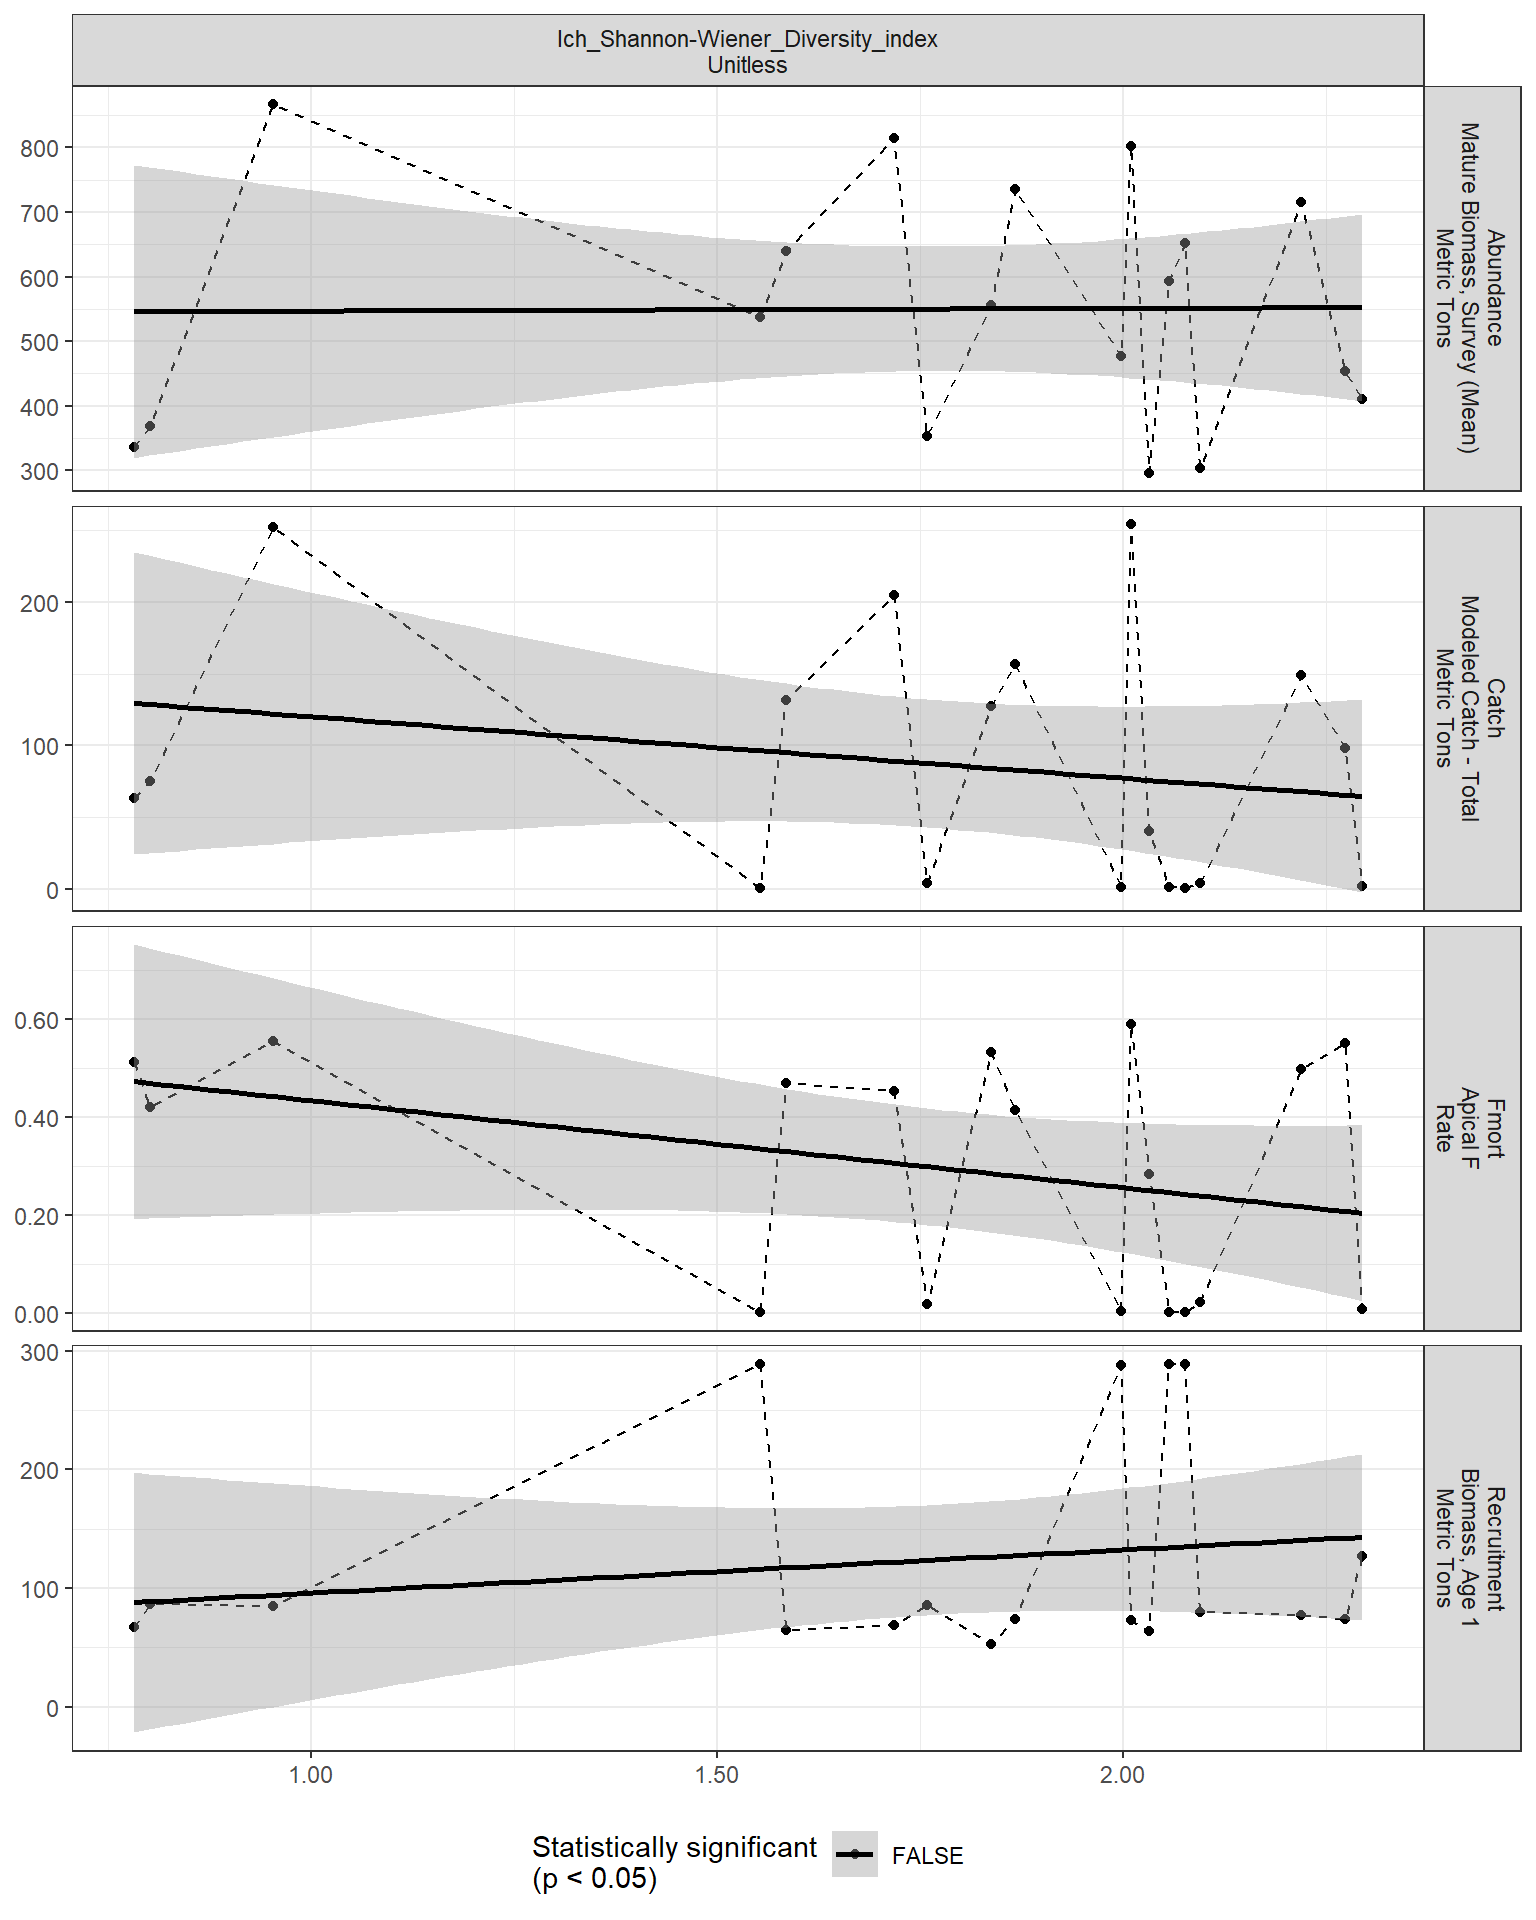 Ich_Shannon-Wiener_Diversity_index
Unitless
800
700
600
500
400
300
Abundance
Mature Biomass, Survey (Mean)
Metric Tons
200
100
0
Catch
Modeled Catch - Total
Metric Tons
0.60
0.40
0.20
0.00
Fmort
Apical F
Rate
300
200
100
0
Recruitment
Biomass, Age 1
Metric Tons
1.00 1.50 2.00
Statistically significant
(p < 0.05)
FALSE